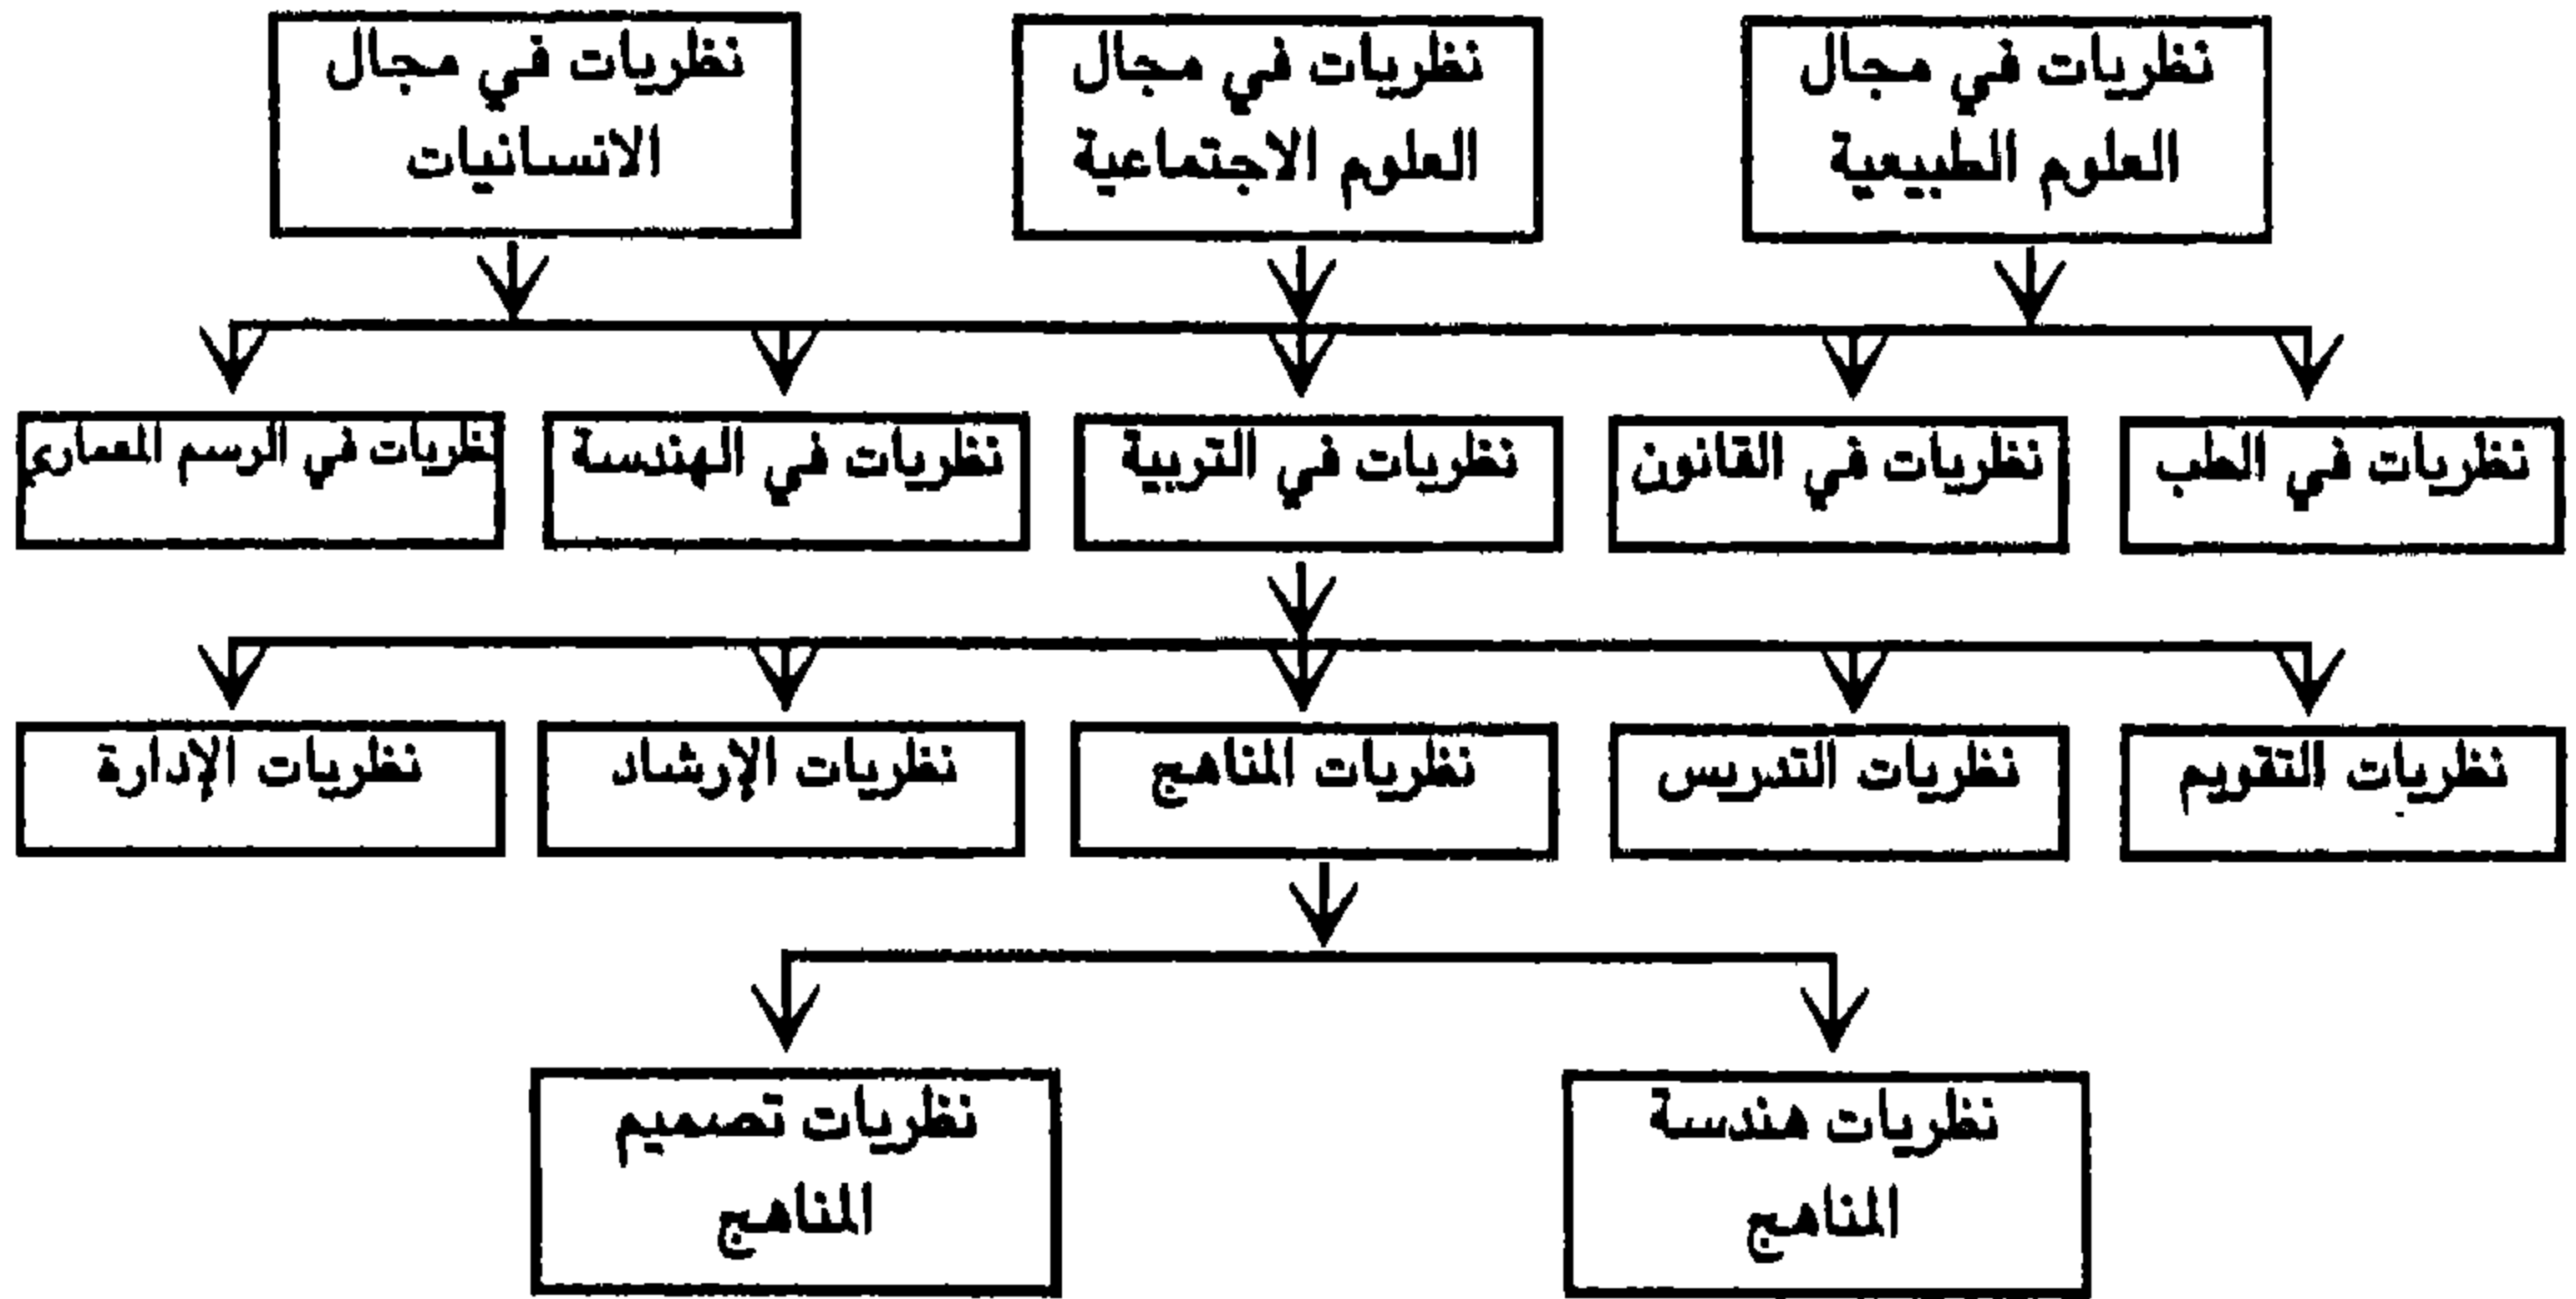 نظريات في مجال
العلوم الطبيعية
نظريات في مجال
العلوم الاجتماعية
نظريات في مجال
الانسانيات
نظريات في الطب
نظريات في القانون
نظريات في التربية
نظريات في الهندسة
نظريات في الرسم المعماري
نظريات التقويم
نظريات التدريس
نظريات المناهج
نظريات الإرشاد
نظريات الإدارة
نظريات هندسة
المناهج
نظريات تصميم
المناهج